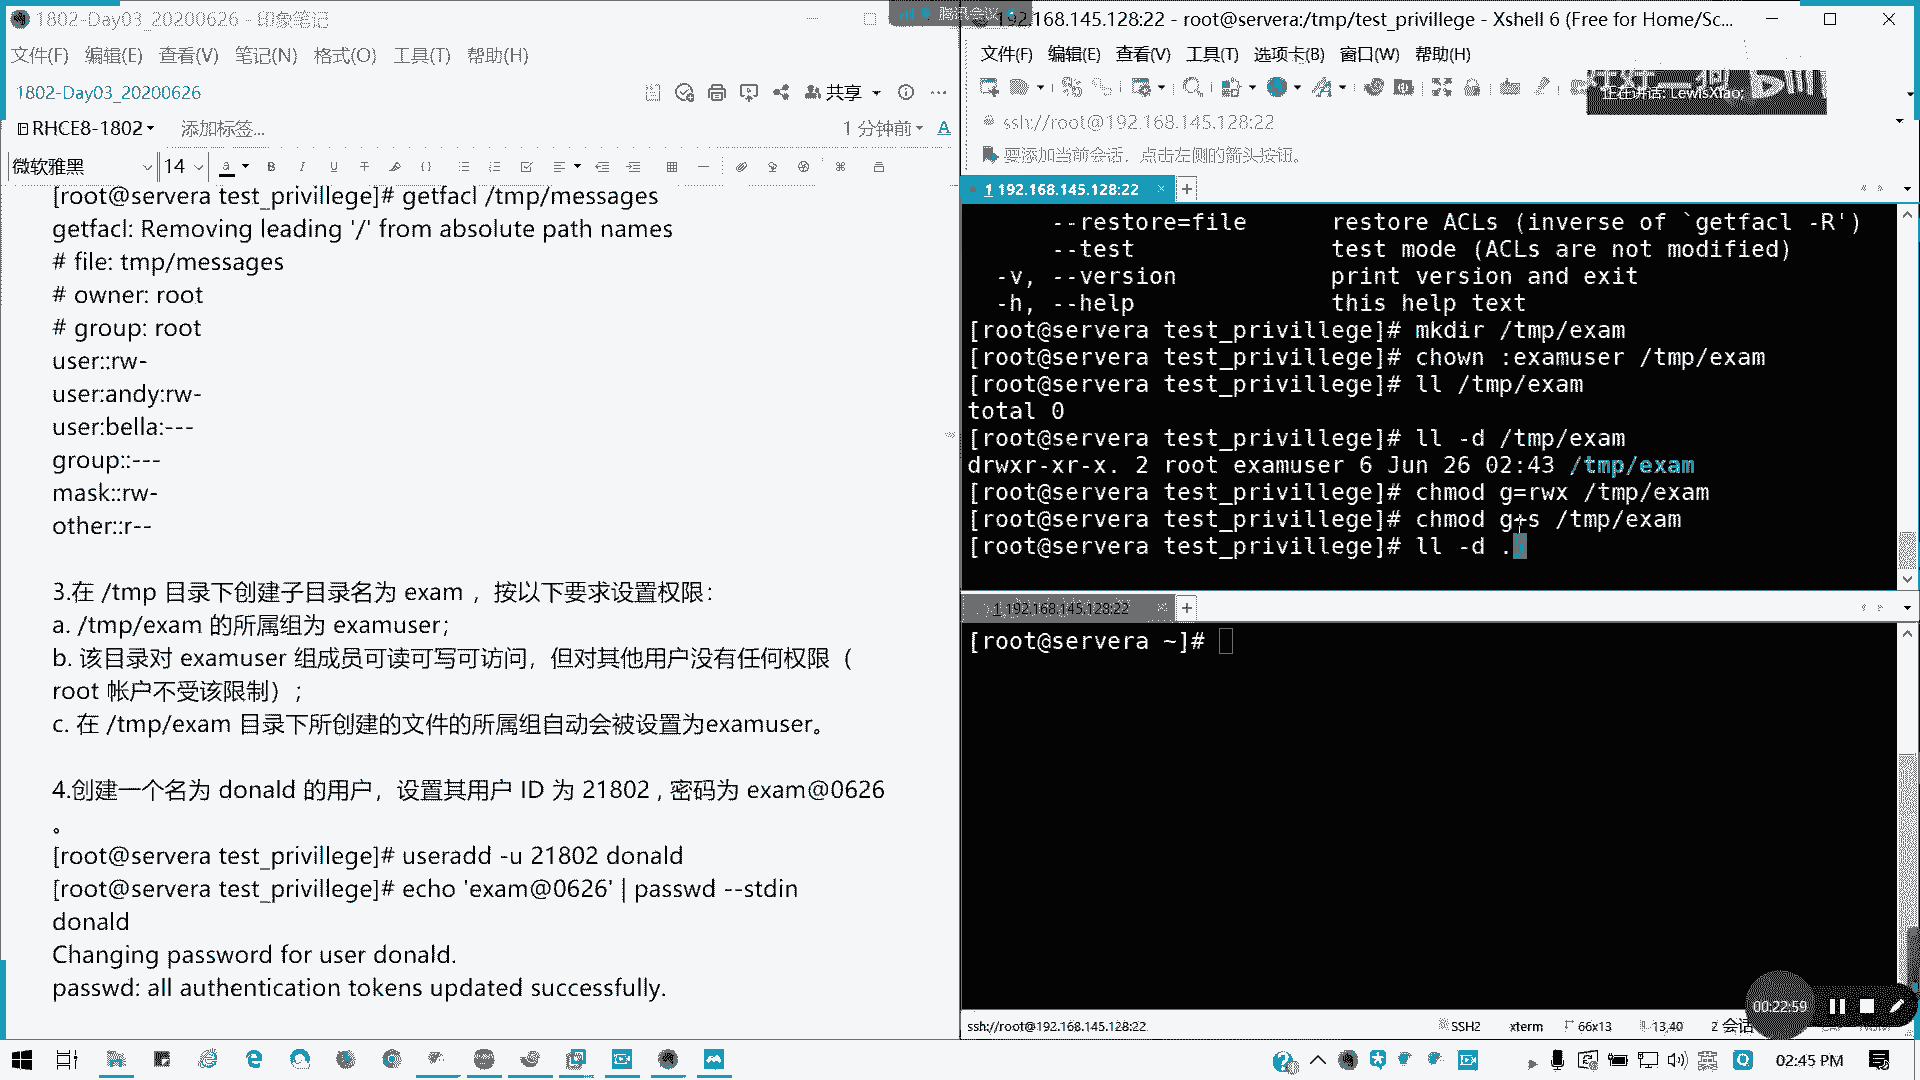 1802-Day03_20200626 - 印象笔记
文件(F) 编辑(E) 查看(V) 笔记(N) 格式(O) 工具(T) 帮助(H)
1802-Day03_20200626
共享
RHCE8-1802
添加标签...
1 分钟前
微软雅黑
14
[root@servera test_privillege]# getfacl /tmp/messages
getfacl: Removing leading '/' from absolute path names
# file: tmp/messages
# owner: root
# group: root
user::rw-
user:andy:rw-
user:bella:---
group::---
mask::rw-
other::r--
3.在 /tmp 目录下创建子目录名为 exam ，按以下要求设置权限：
a. /tmp/exam 的所属组为 examuser；
b. 该目录对 examuser 组成员可读可写可访问，但对其他用户没有任何权限（
root 帐户不受该限制）；
c. 在 /tmp/exam 目录下所创建的文件的所属组自动会被设置为examuser。
4.创建一个名为 donald 的用户，设置其用户 ID 为 21802 , 密码为 exam@0626
。
[root@servera test_privillege]# useradd -u 21802 donald
[root@servera test_privillege]# echo 'exam@0626' | passwd --stdin
donald
Changing password for user donald.
passwd: all authentication tokens updated successfully.
腾讯会议
192.168.145.128:22 - root@servera:/tmp/test_privillege - Xshell 6 (Free for Home/Sc...
文件(F) 编辑(E) 查看(V) 工具(T) 选项卡(B) 窗口(W) 帮助(H)
正在讲话: LewisXiao;
ssh://root@192.168.145.128:22
要添加当前会话，点击左侧的箭头按钮。
1 192.168.145.128:22
--restore=file restore ACLs (inverse of `getfacl -R')
--test test mode (ACLs are not modified)
-v, --version print version and exit
-h, --help this help text
[root@servera test_privillege]# mkdir /tmp/exam
[root@servera test_privillege]# chown :examuser /tmp/exam
[root@servera test_privillege]# ll /tmp/exam
total 0
[root@servera test_privillege]# ll -d /tmp/exam
drwxr-xr-x. 2 root examuser 6 Jun 26 02:43 /tmp/exam
[root@servera test_privillege]# chmod g=rwx /tmp/exam
[root@servera test_privillege]# chmod g+s /tmp/exam
[root@servera test_privillege]# ll -d .
1 192.168.145.128:22
[root@servera ~]#
00:22:59
ssh://root@192.168.145.128:22
SSH2
xterm
66x13
13,40
2 会话
02:45 PM